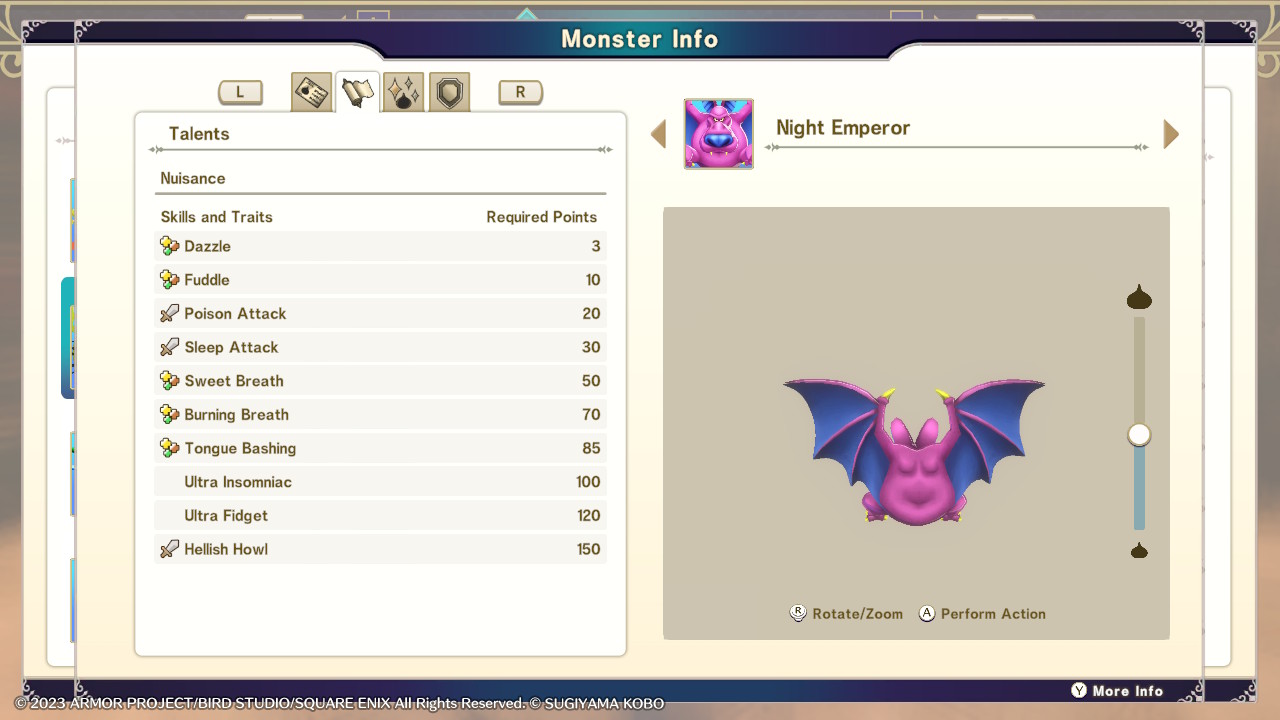 Monster Info
L
R
Talents
Nuisance
Skills and Traits Required Points
Dazzle 3
Fuddle 10
Poison Attack 20
Sleep Attack 30
Sweet Breath 50
Burning Breath 70
Tongue Bashing 85
Ultra Insomniac 100
Ultra Fidget 120
Hellish Howl 150
Night Emperor
R Rotate/Zoom A Perform Action
Y More Info
© 2023 ARMOR PROJECT/BIRD STUDIO/SQUARE ENIX All Rights Reserved. © SUGIYAMA KOBO